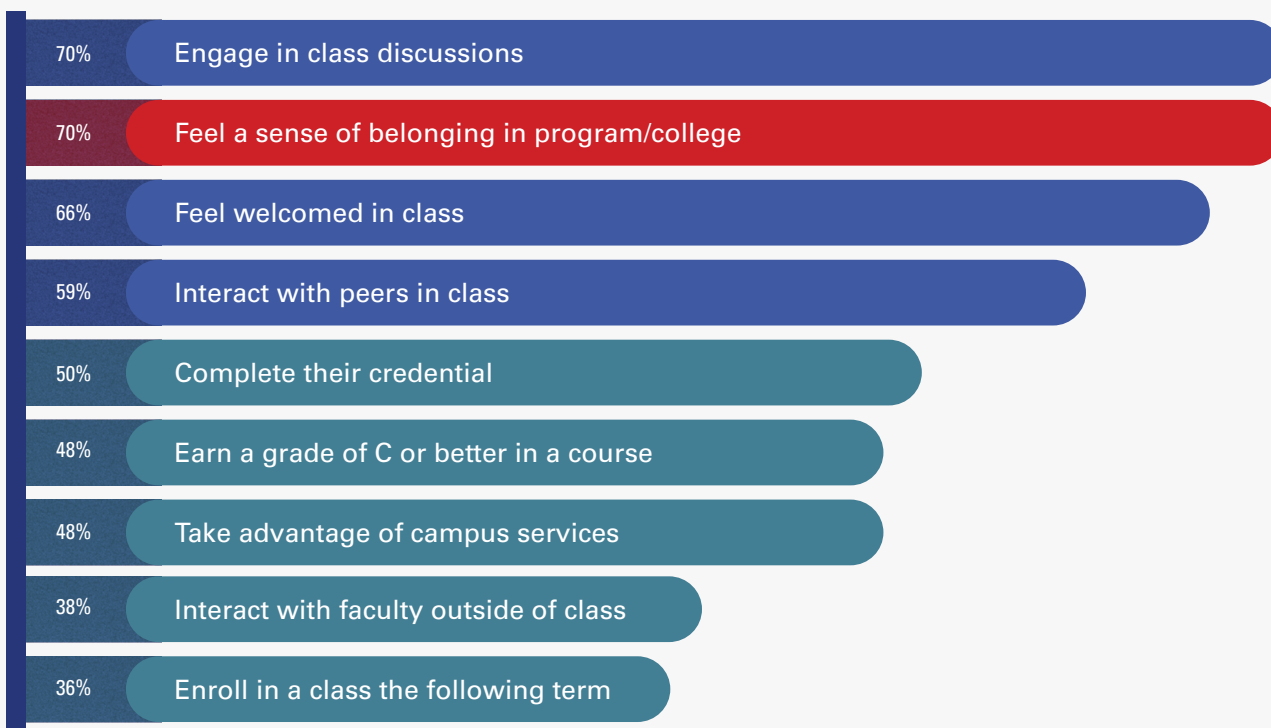 70% Engage in class discussions
70% Feel a sense of belonging in program/college
66% Feel welcomed in class
59% Interact with peers in class
50% Complete their credential
48% Earn a grade of C or better in a course
48% Take advantage of campus services
38% Interact with faculty outside of class
36% Enroll in a class the following term